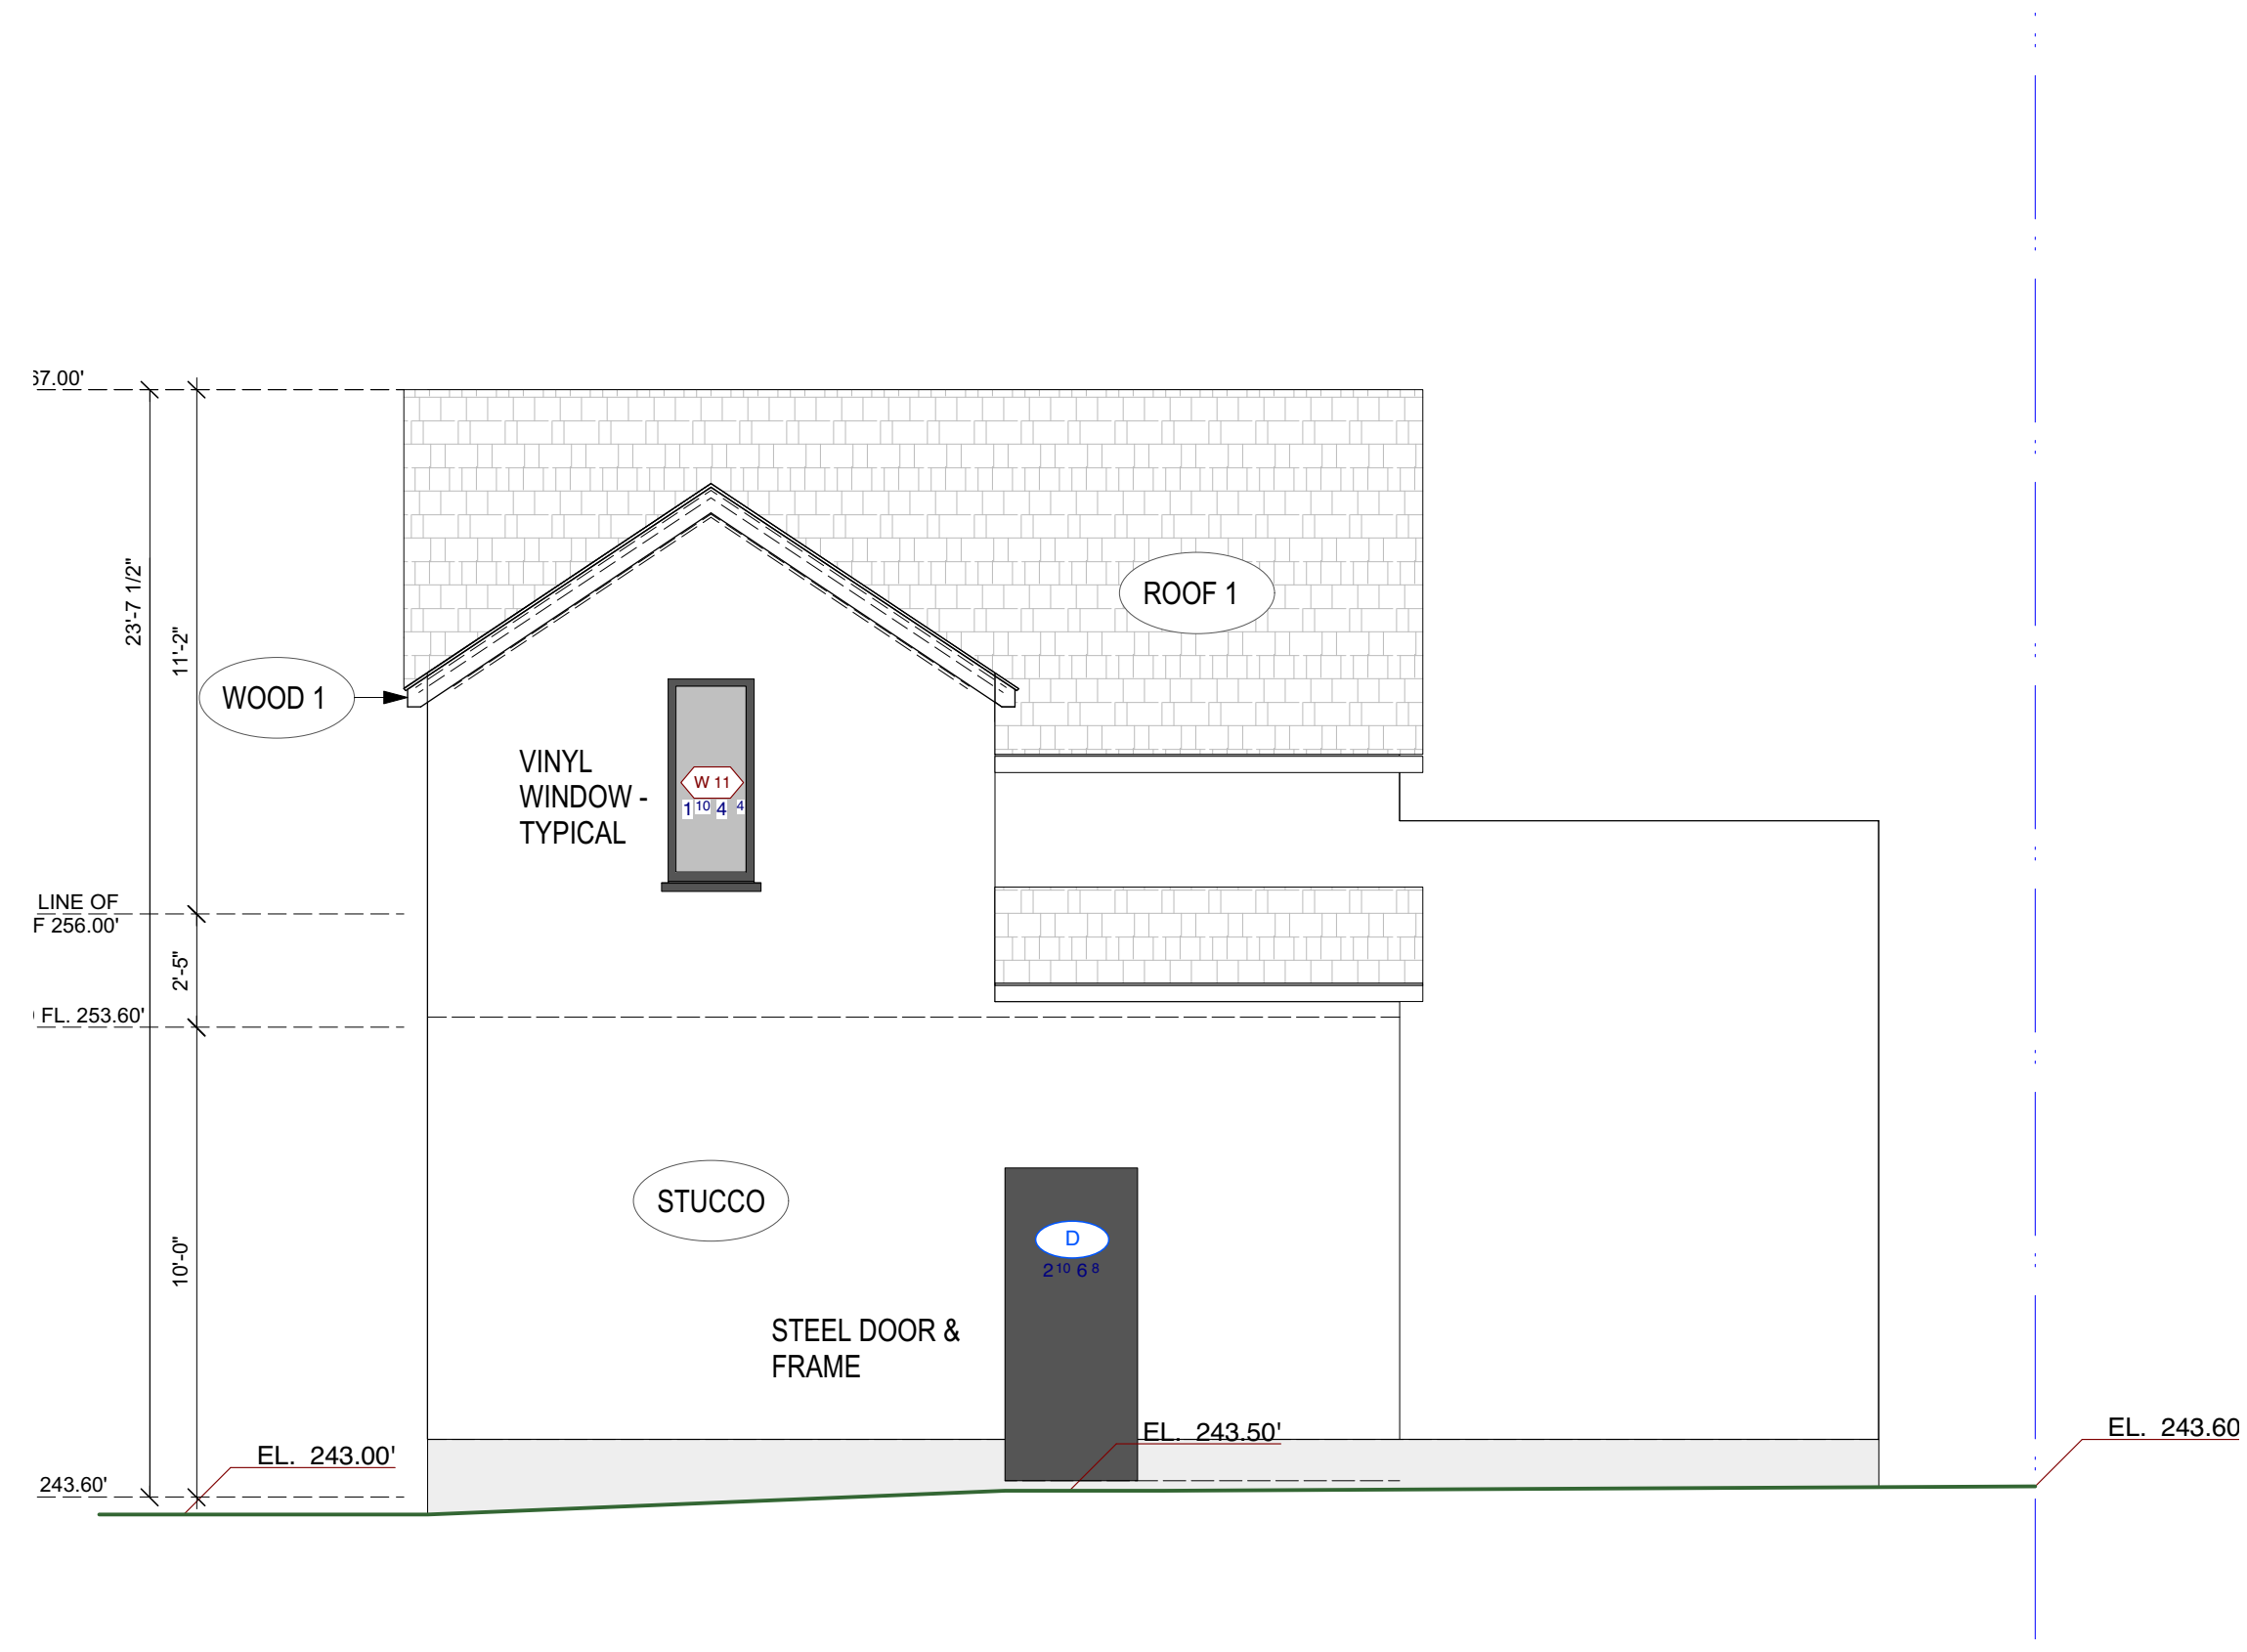 67.00'
23'-7 1/2"
11'-2"
ROOF 1
WOOD 1
VINYL
WINDOW -
TYPICAL
W 11
1 10 4 4
LINE OF
F 256.00'
2'-5"
FL. 253.60'
10'-0"
STUCCO
D
2 10 6 8
STEEL DOOR &
FRAME
EL. 243.00'
EL. 243.50'
EL. 243.60
243.60'